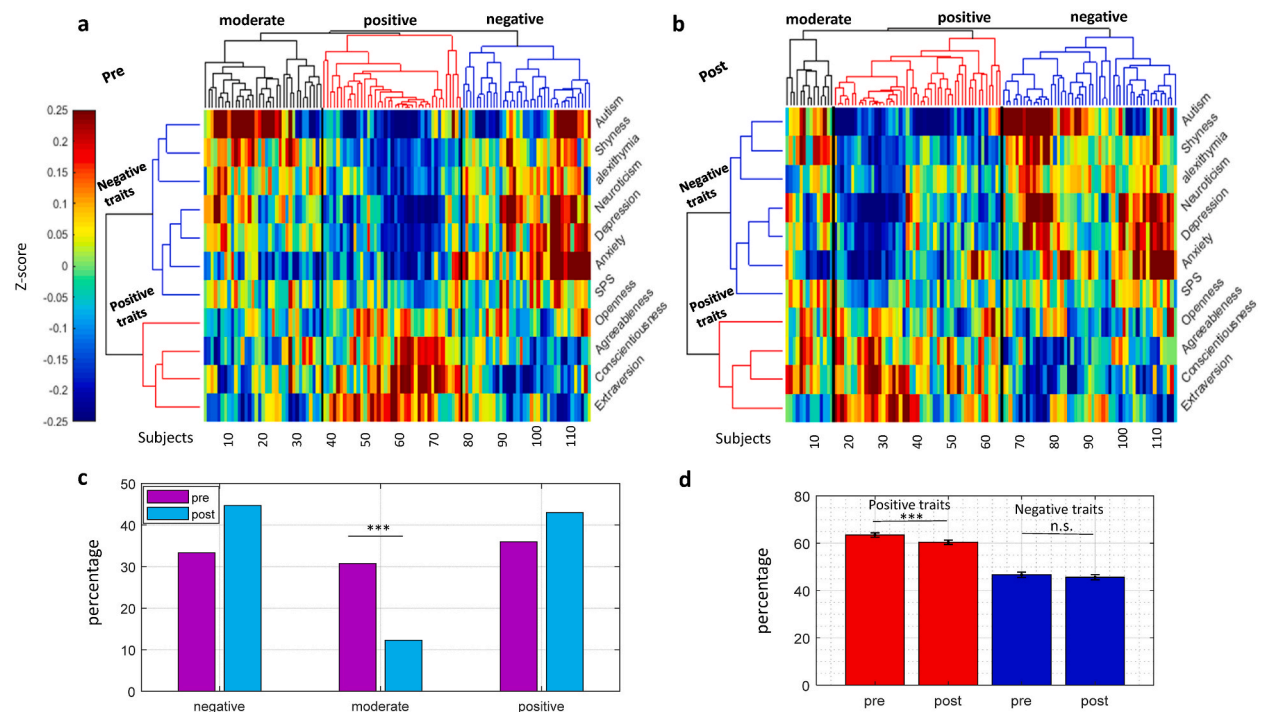 a
moderate
positive
negative
Pre
Negative
traits
Positive
traits
Z-score
0.25
0.2
0.15
0.1
0.05
0
-0.05
-0.1
-0.15
-0.2
-0.25
Autism
Shyness
alexithymia
Neuroticism
Depression
Anxiety
SPS
Openness
Agreeableness
Conscientiousness
Extraversion
Subjects
10 20 30 40 50 60 70 80 90 100 110
b
moderate
positive
negative
Post
Negative
traits
Positive
traits
Autism
Shyness
alexithymia
Neuroticism
Depression
Anxiety
SPS
Openness
Agreeableness
Conscientiousness
Extraversion
Subjects
10 20 30 40 50 60 70 80 90 100 110
c
percentage
50
40
30
20
10
0
pre
post
***
negative moderate positive
d
percentage
80
60
40
20
0
Positive traits
***
Negative traits
n.s.
pre post pre post